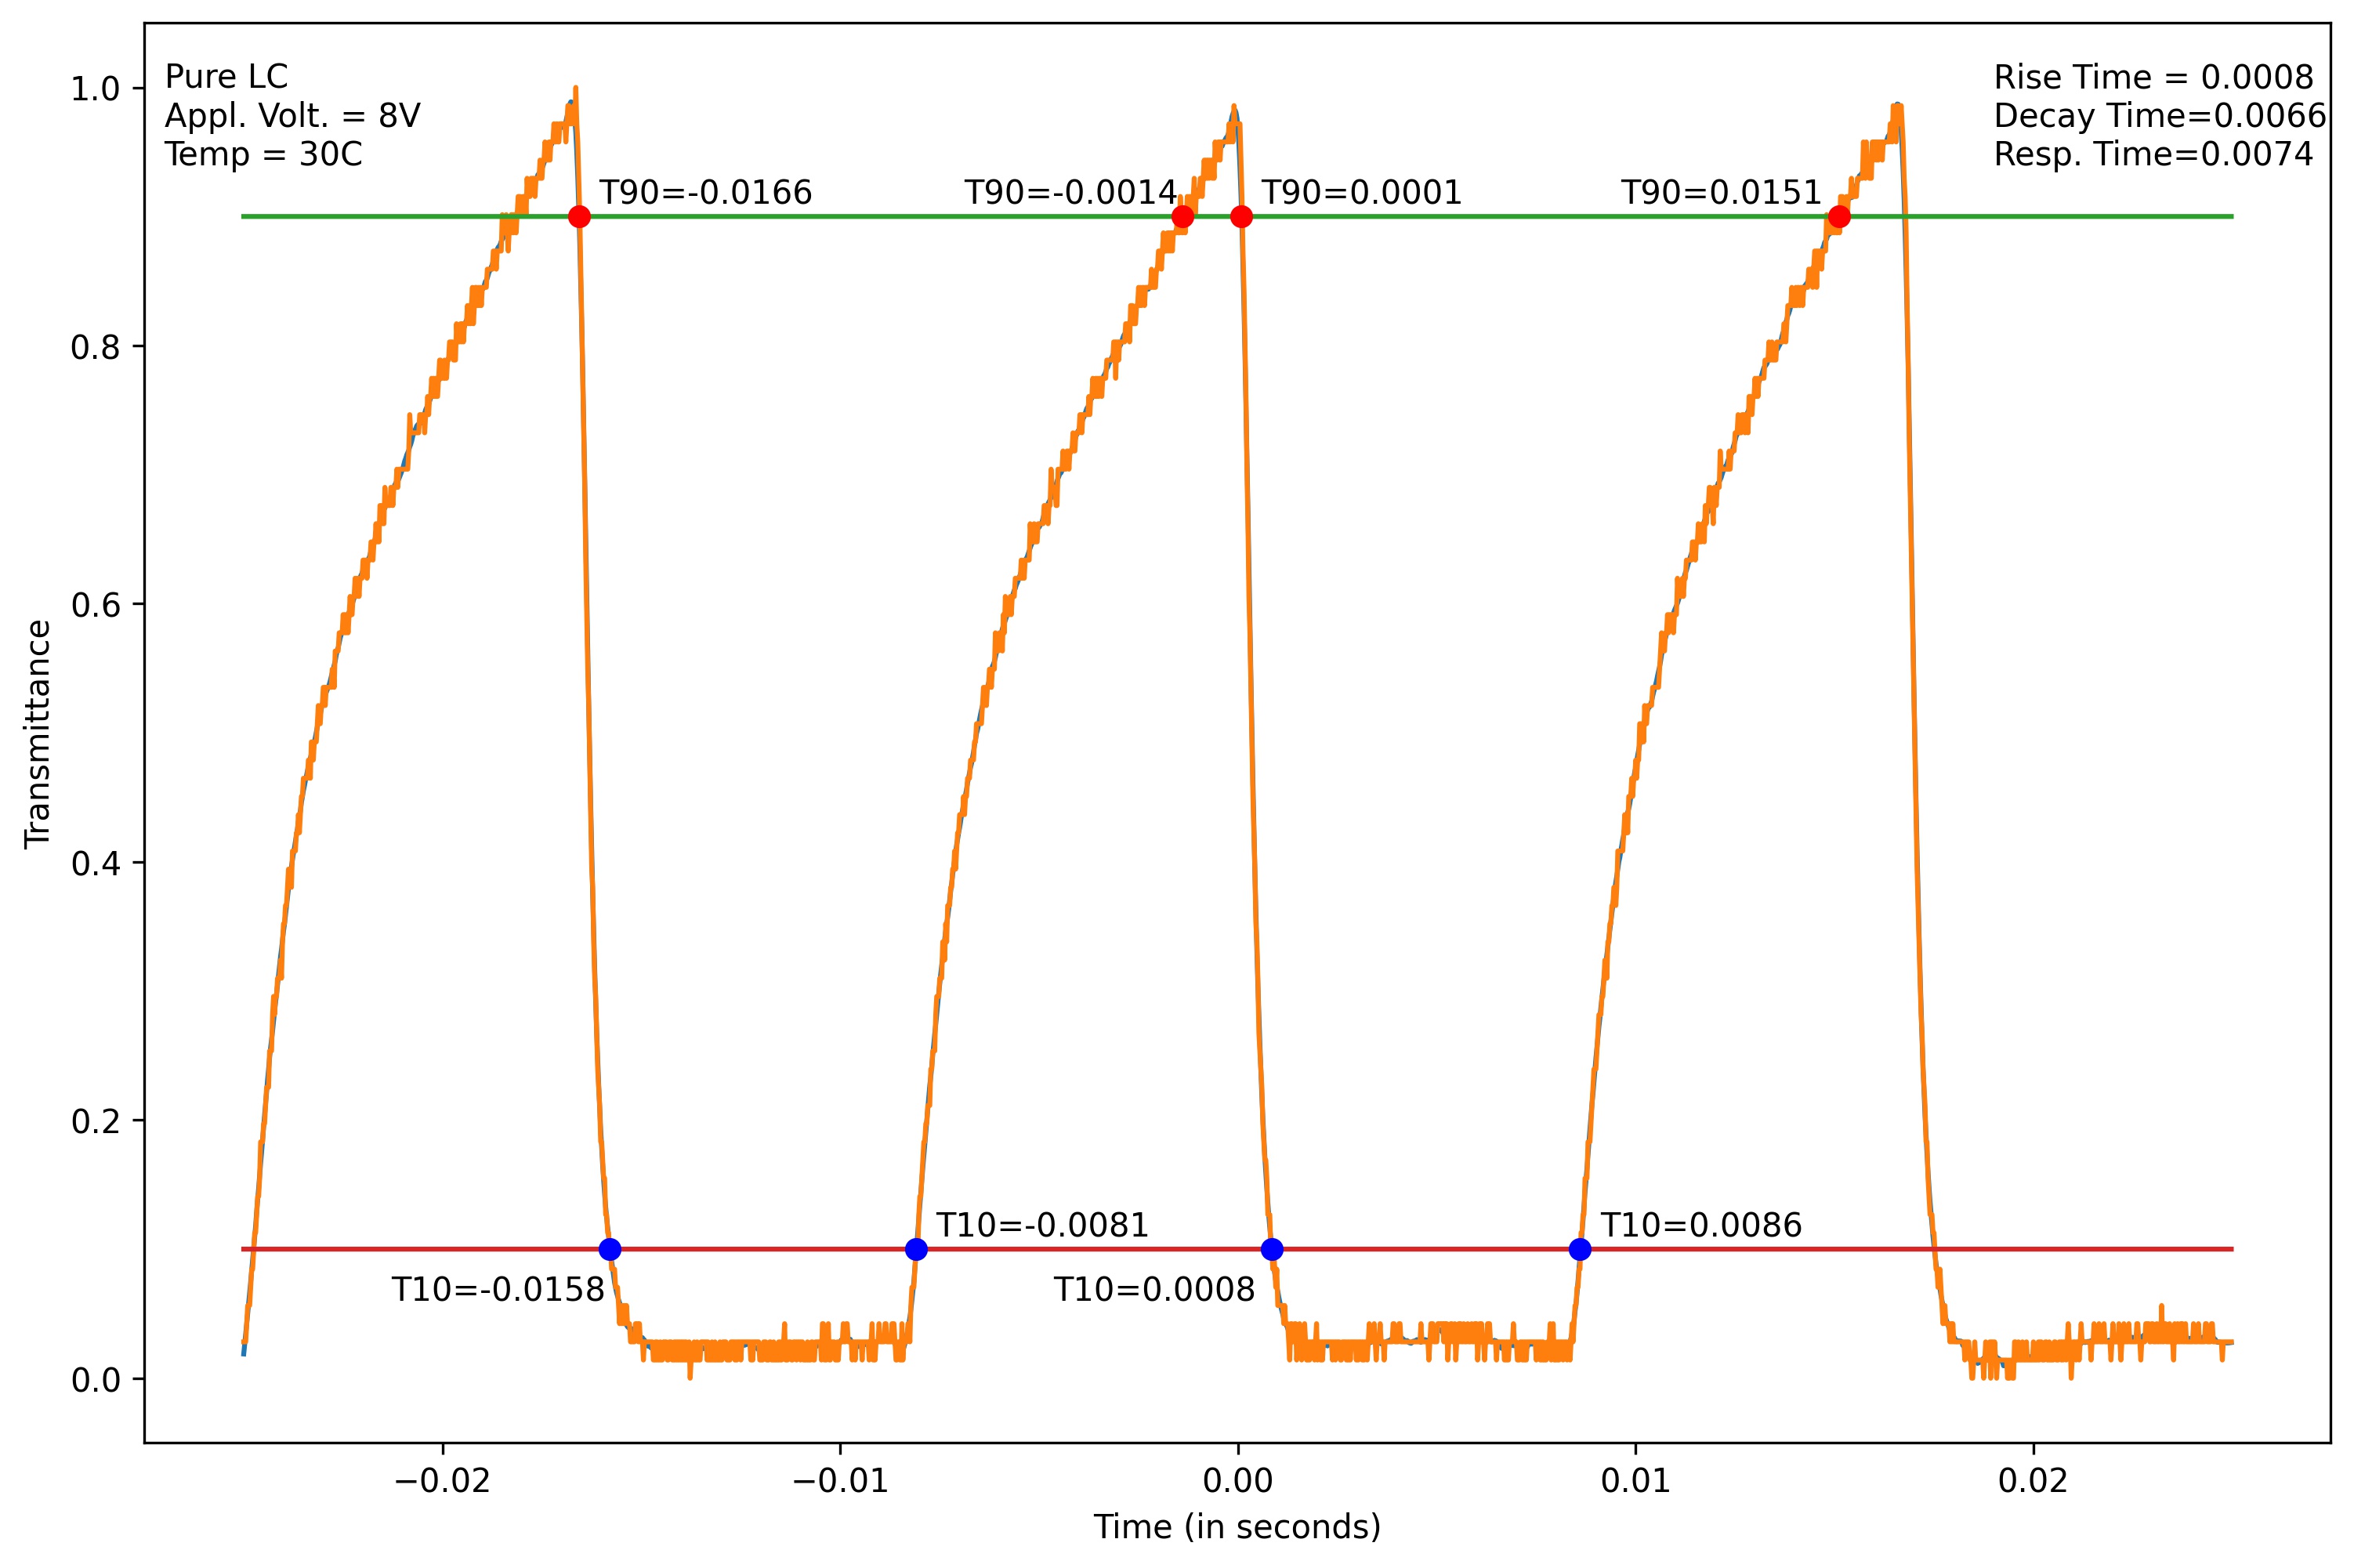 Pure LC
Appl. Volt. = 8V
Temp = 30C
Rise Time = 0.0008
Decay Time=0.0066
Resp. Time=0.0074
T90=-0.0166
T90=-0.0014
T90=0.0001
T90=0.0151
T10=-0.0081
T10=0.0086
T10=-0.0158
T10=0.0008
1.0
0.8
0.6
0.4
0.2
0.0
Transmittance
−0.02
−0.01
0.00
0.01
0.02
Time (in seconds)